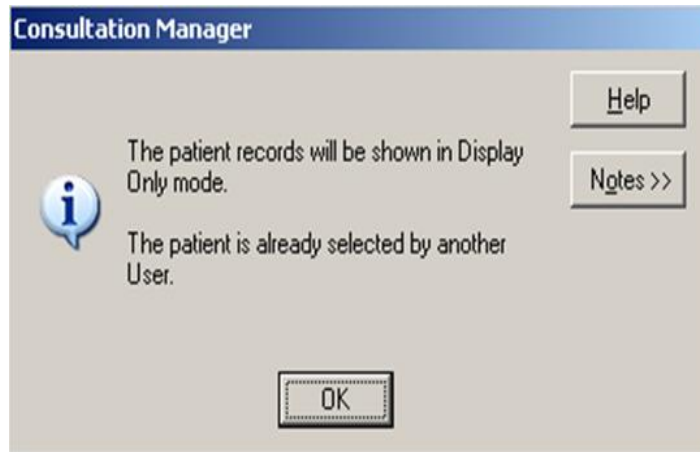 Consultation Manager
Help
The patient records will be shown in Display
Only mode.
Notes >>
The patient is already selected by another
User.
OK